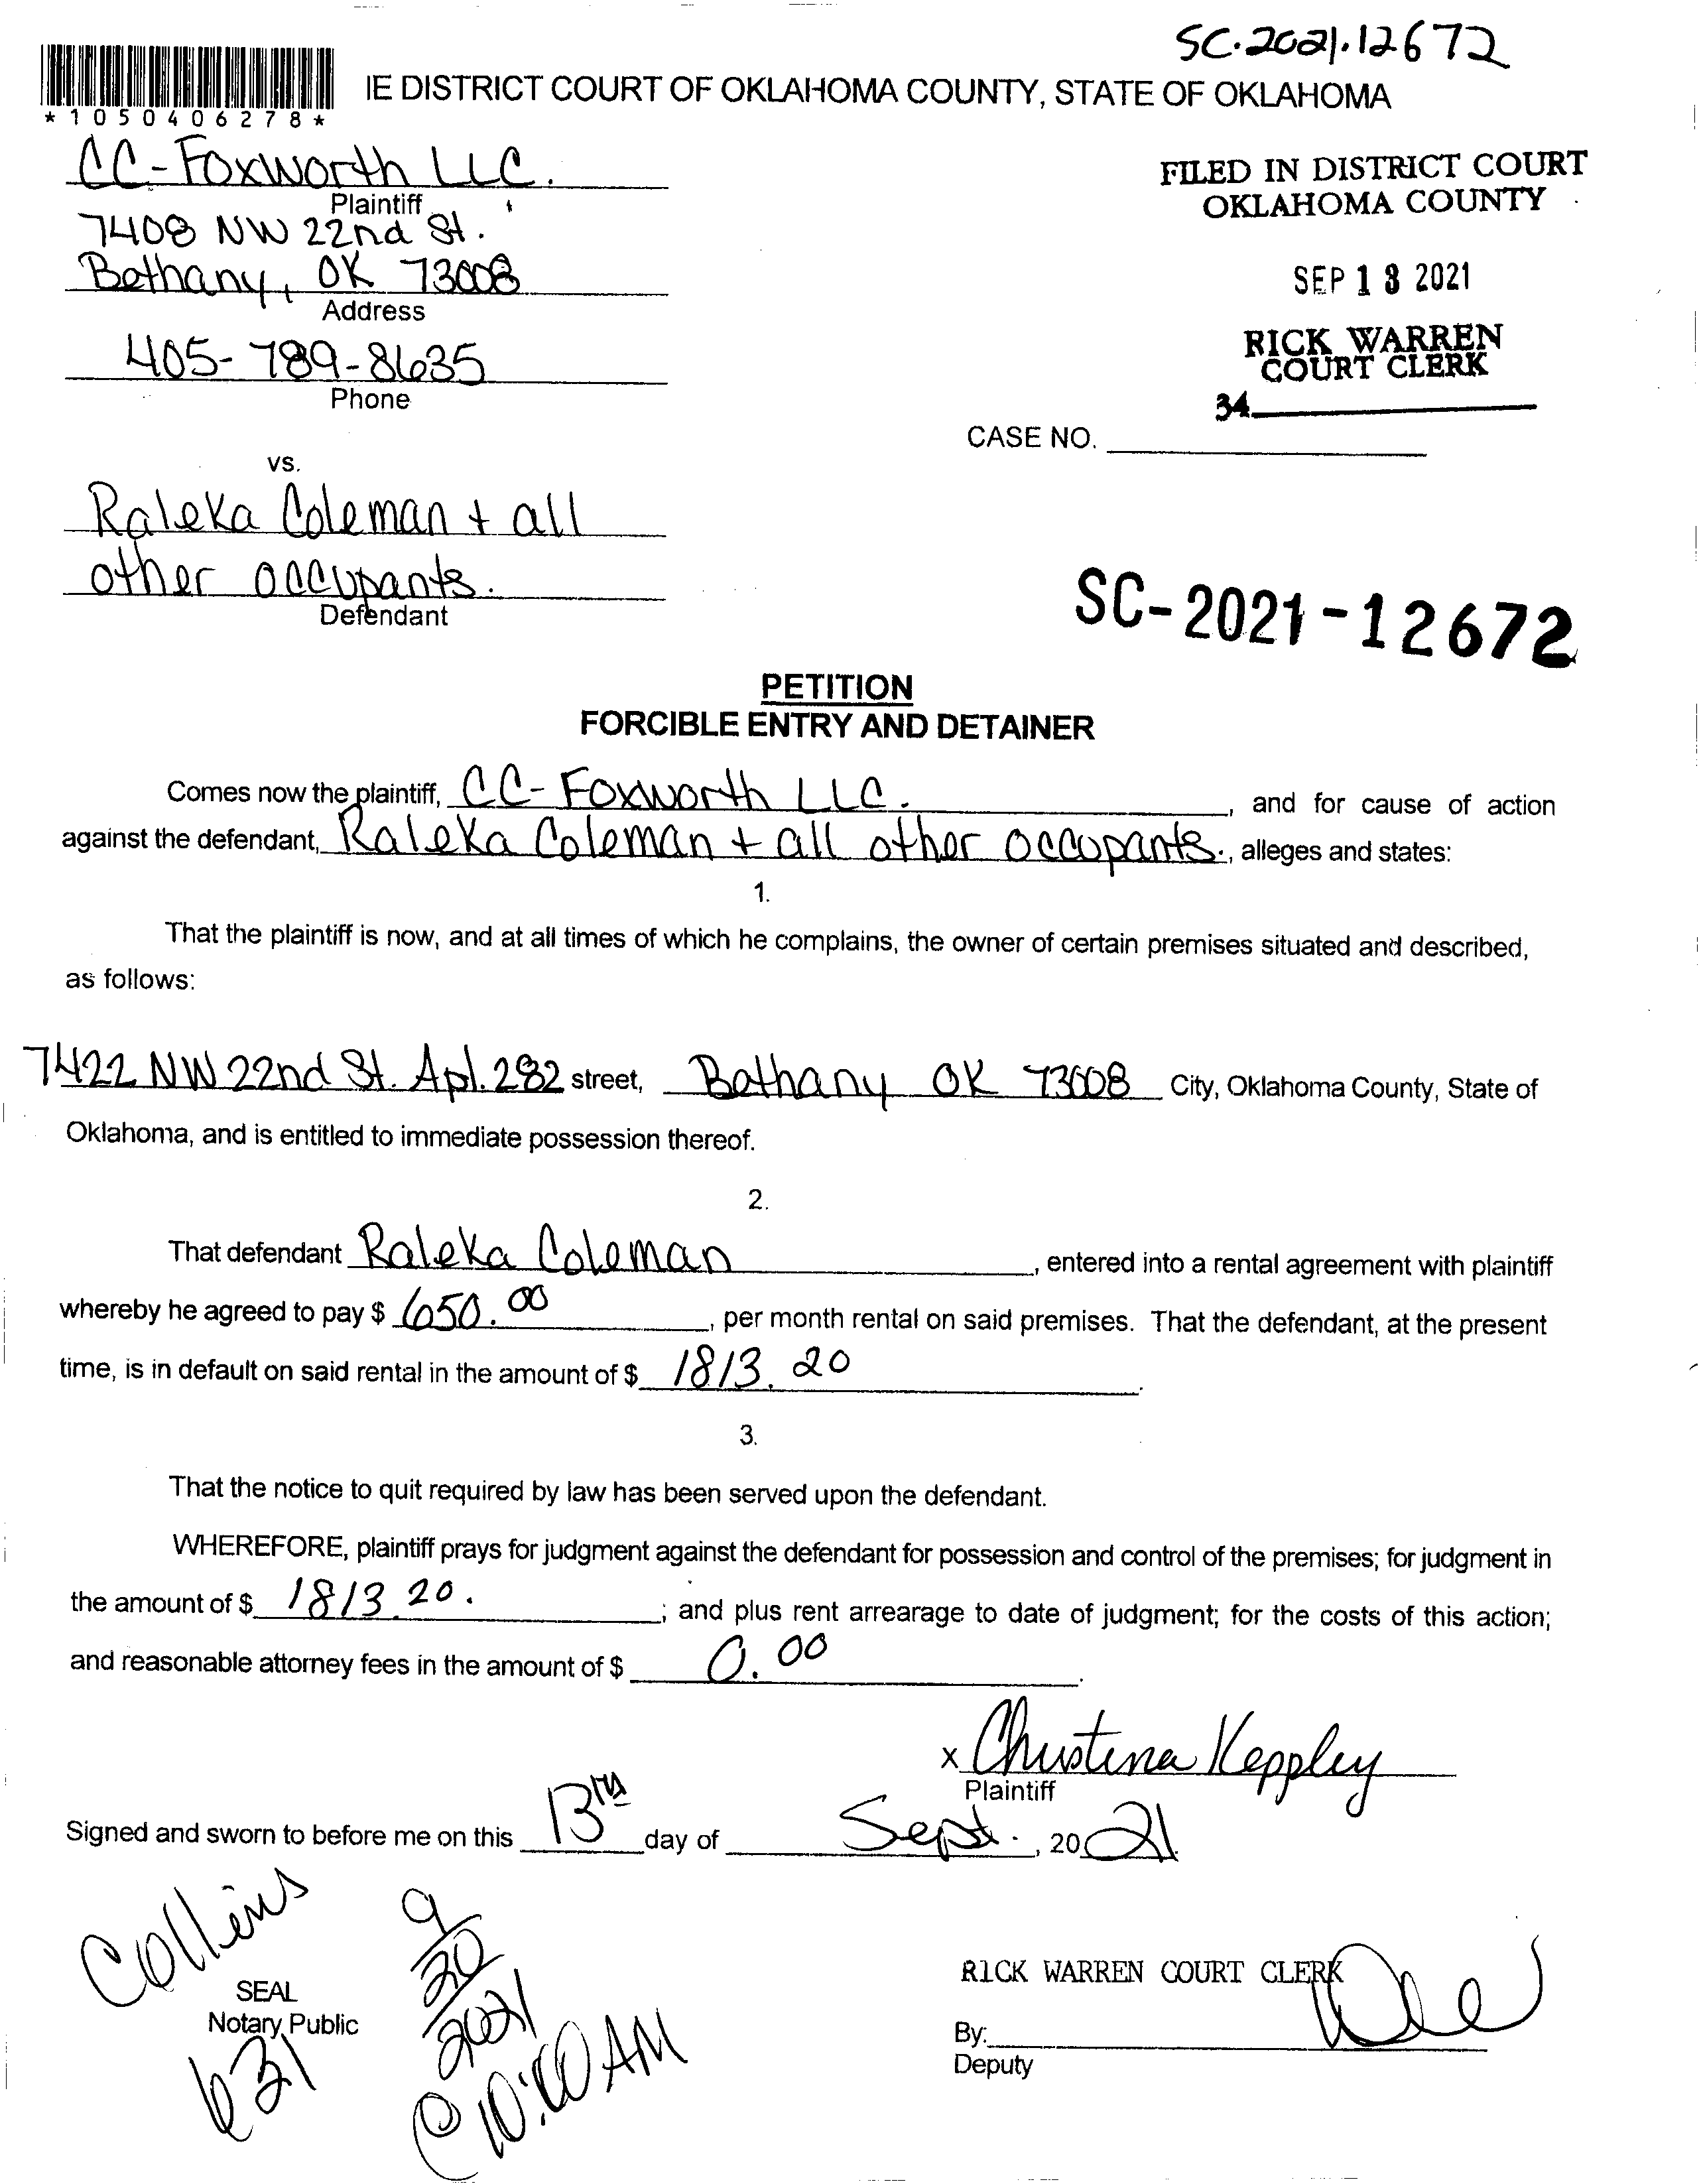 SC.2021.12672
*1050406278*
IE DISTRICT COURT OF OKLAHOMA COUNTY, STATE OF OKLAHOMA
CC-Foxworth LLC.
Plaintiff
7408 NW 22nd St.
Bethany, OK 73008
Address
405-789-8635
Phone
FILED IN DISTRICT COURT
OKLAHOMA COUNTY
SEP 13 2021
RICK WARREN
COURT CLERK
34
CASE NO.
vs.
Raleka Coleman + all
other occupants.
Defendant
SC-2021-12672
PETITION
FORCIBLE ENTRY AND DETAINER
Comes now the plaintiff, CC-Foxworth LLC. , and for cause of action
against the defendant, Raleka Coleman + all other occupants. , alleges and states:
1.
That the plaintiff is now, and at all times of which he complains, the owner of certain premises situated and described,
as follows:
7422 NW 22nd St. Apt. 282 street, Bethany OK 73008 City, Oklahoma County, State of
Oklahoma, and is entitled to immediate possession thereof.
2.
That defendant Raleka Coleman , entered into a rental agreement with plaintiff
whereby he agreed to pay $ 650.00 , per month rental on said premises. That the defendant, at the present
time, is in default on said rental in the amount of $ 1813.20 .
3.
That the notice to quit required by law has been served upon the defendant.
WHEREFORE, plaintiff prays for judgment against the defendant for possession and control of the premises; for judgment in
the amount of $ 1813.20. ; and plus rent arrearage to date of judgment; for the costs of this action;
and reasonable attorney fees in the amount of $ 0.00 .
x Christina Keppley
Plaintiff
Signed and sworn to before me on this 13th day of Sept. , 2021
Collins
SEAL
Notary Public
631
9/20/2021
@ 10:00 AM
RICK WARREN COURT CLERK
By:
Deputy